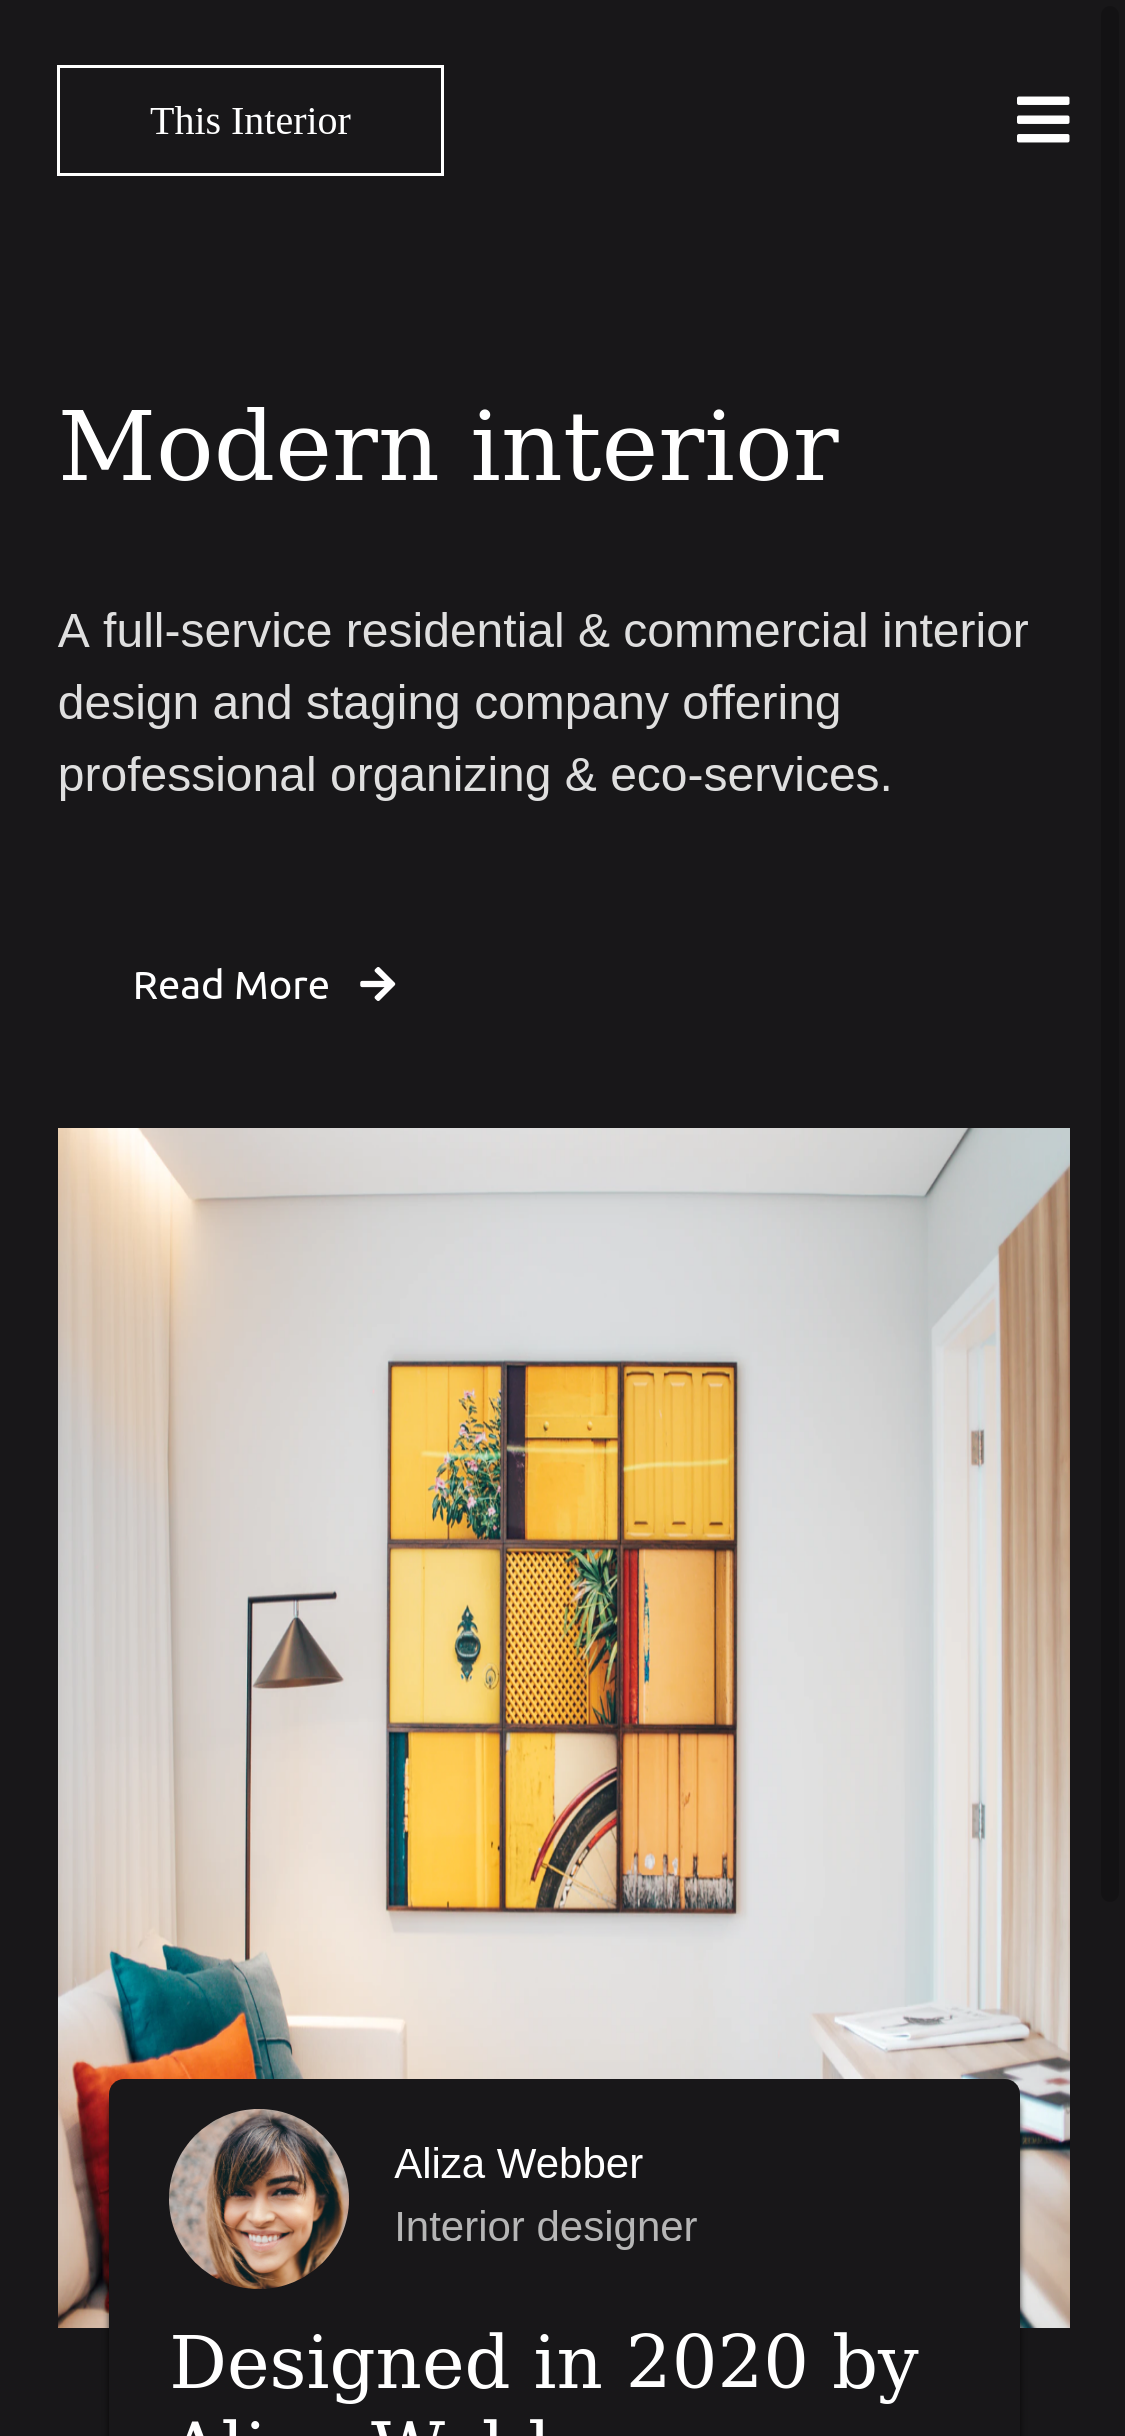 This Interior
Modern interior
A full-service residential & commercial interior
design and staging company offering
professional organizing & eco-services.
Read More
Aliza Webber
Interior designer
Designed in 2020 by